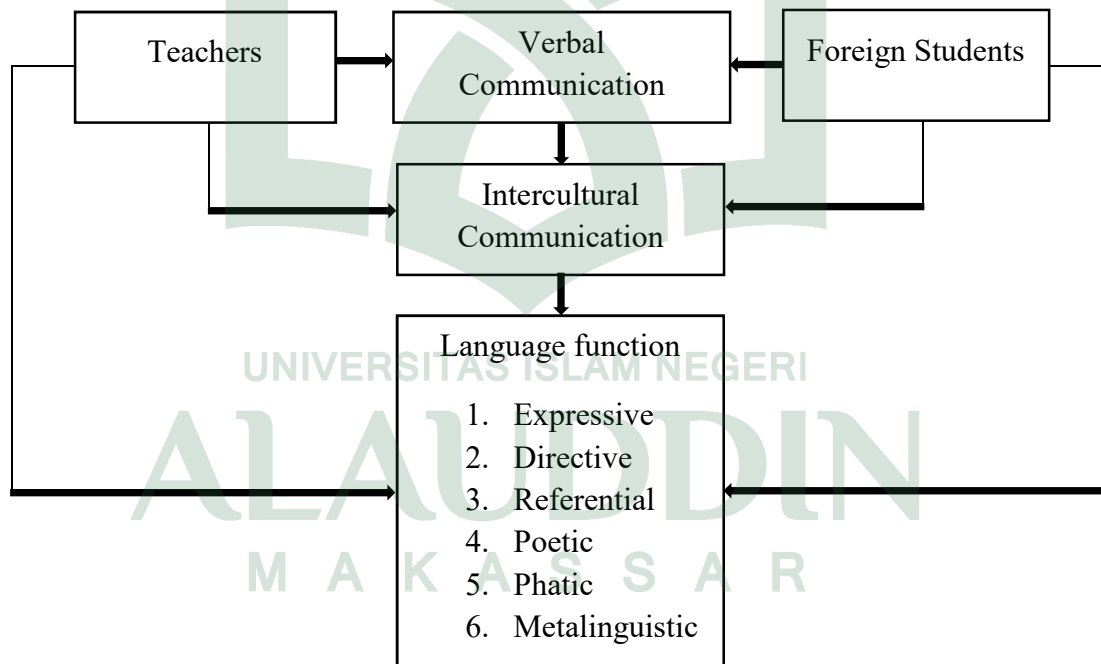 Teachers
Verbal
Communication
Foreign Students
Intercultural
Communication
Language function
UNIVERSITAS ISLAM NEGERI
1. Expressive
ALAUDDIN
2. Directive
3. Referential
4. Poetic
MAKASSAR
5. Phatic
6. Metalinguistic